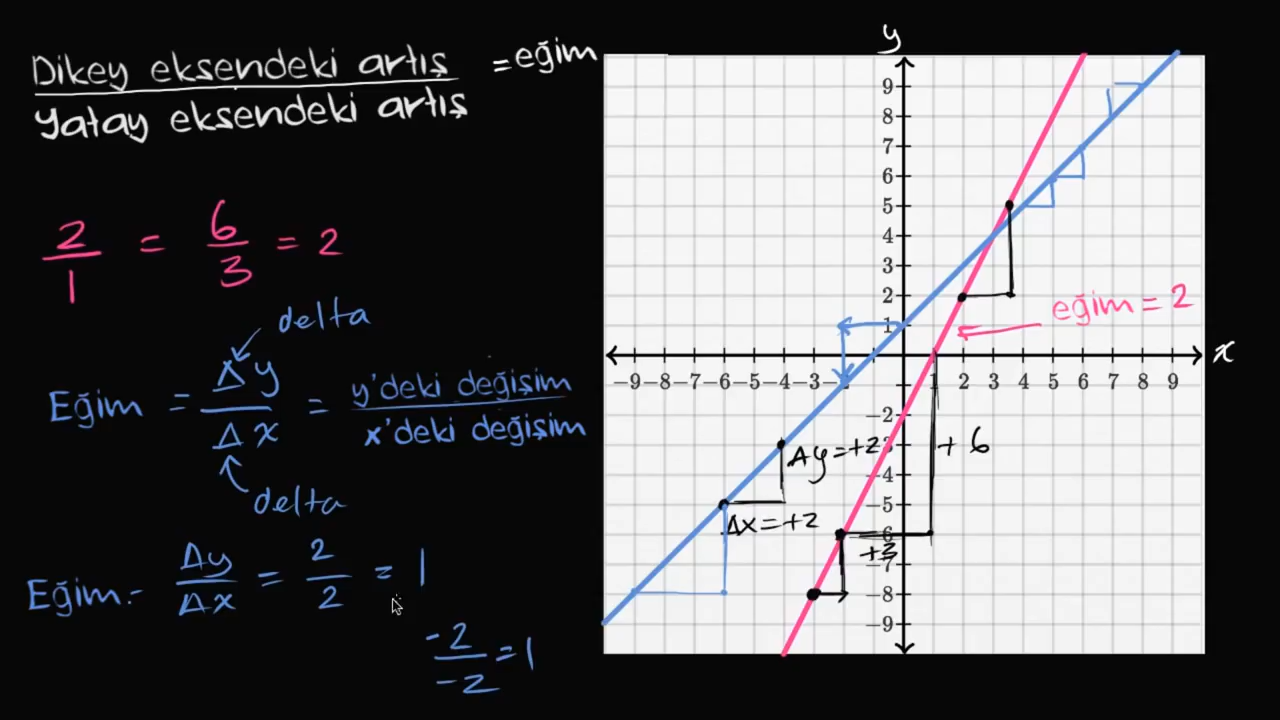 Dikey eksendeki artış = eğim
Yatay eksendeki artış
2/1 = 6/3 = 2
delta
Eğim = Δy/Δx = y'deki değişim/x'deki değişim
delta
Eğim = Δy/Δx = 2/2 = 1
-2/-2 = 1
y
9
8
7
6
5
4
3
2
1
x
-9 -8 -7 -6 -5 -4 -3 -2 1 2 3 4 5 6 7 8 9
-2
-3
-4
-5
-6
-7
-8
-9
eğim = 2
Δy = +2
Δx = +2
+ 6
+3